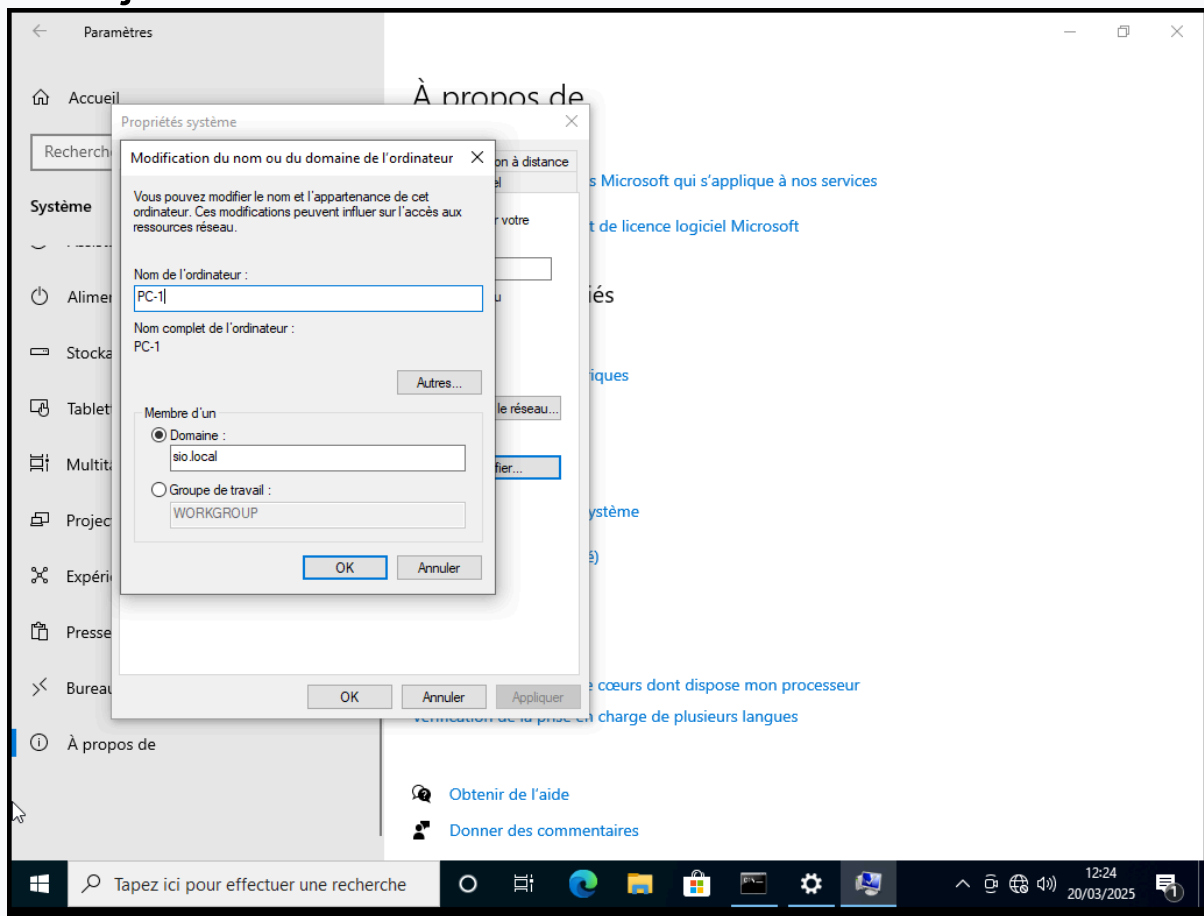 Paramètres
Accueil
À propos de
Propriétés système
Modification du nom ou du domaine de l'ordinateur
on à distance
Vous pouvez modifier le nom et l'appartenance de cet
ordinateur. Ces modifications peuvent influer sur l'accès aux
ressources réseau.
s Microsoft qui s'applique à nos services
Système
r votre
t de licence logiciel Microsoft
Nom de l'ordinateur :
PC-1
Nom complet de l'ordinateur :
PC-1
iés
Autres...
iques
Membre d'un
le réseau...
Domaine :
sio.local
fier...
Groupe de travail :
WORKGROUP
ystème
é)
OK
Annuler
OK
Annuler
Appliquer
e cœurs dont dispose mon processeur
Vérification de la prise en charge de plusieurs langues
Alimen
Stocka
Tablet
Multit
Projec
Expéri
Presse
Bureau
À propos de
Obtenir de l'aide
Donner des commentaires
Tapez ici pour effectuer une recherche
12:24
20/03/2025
1